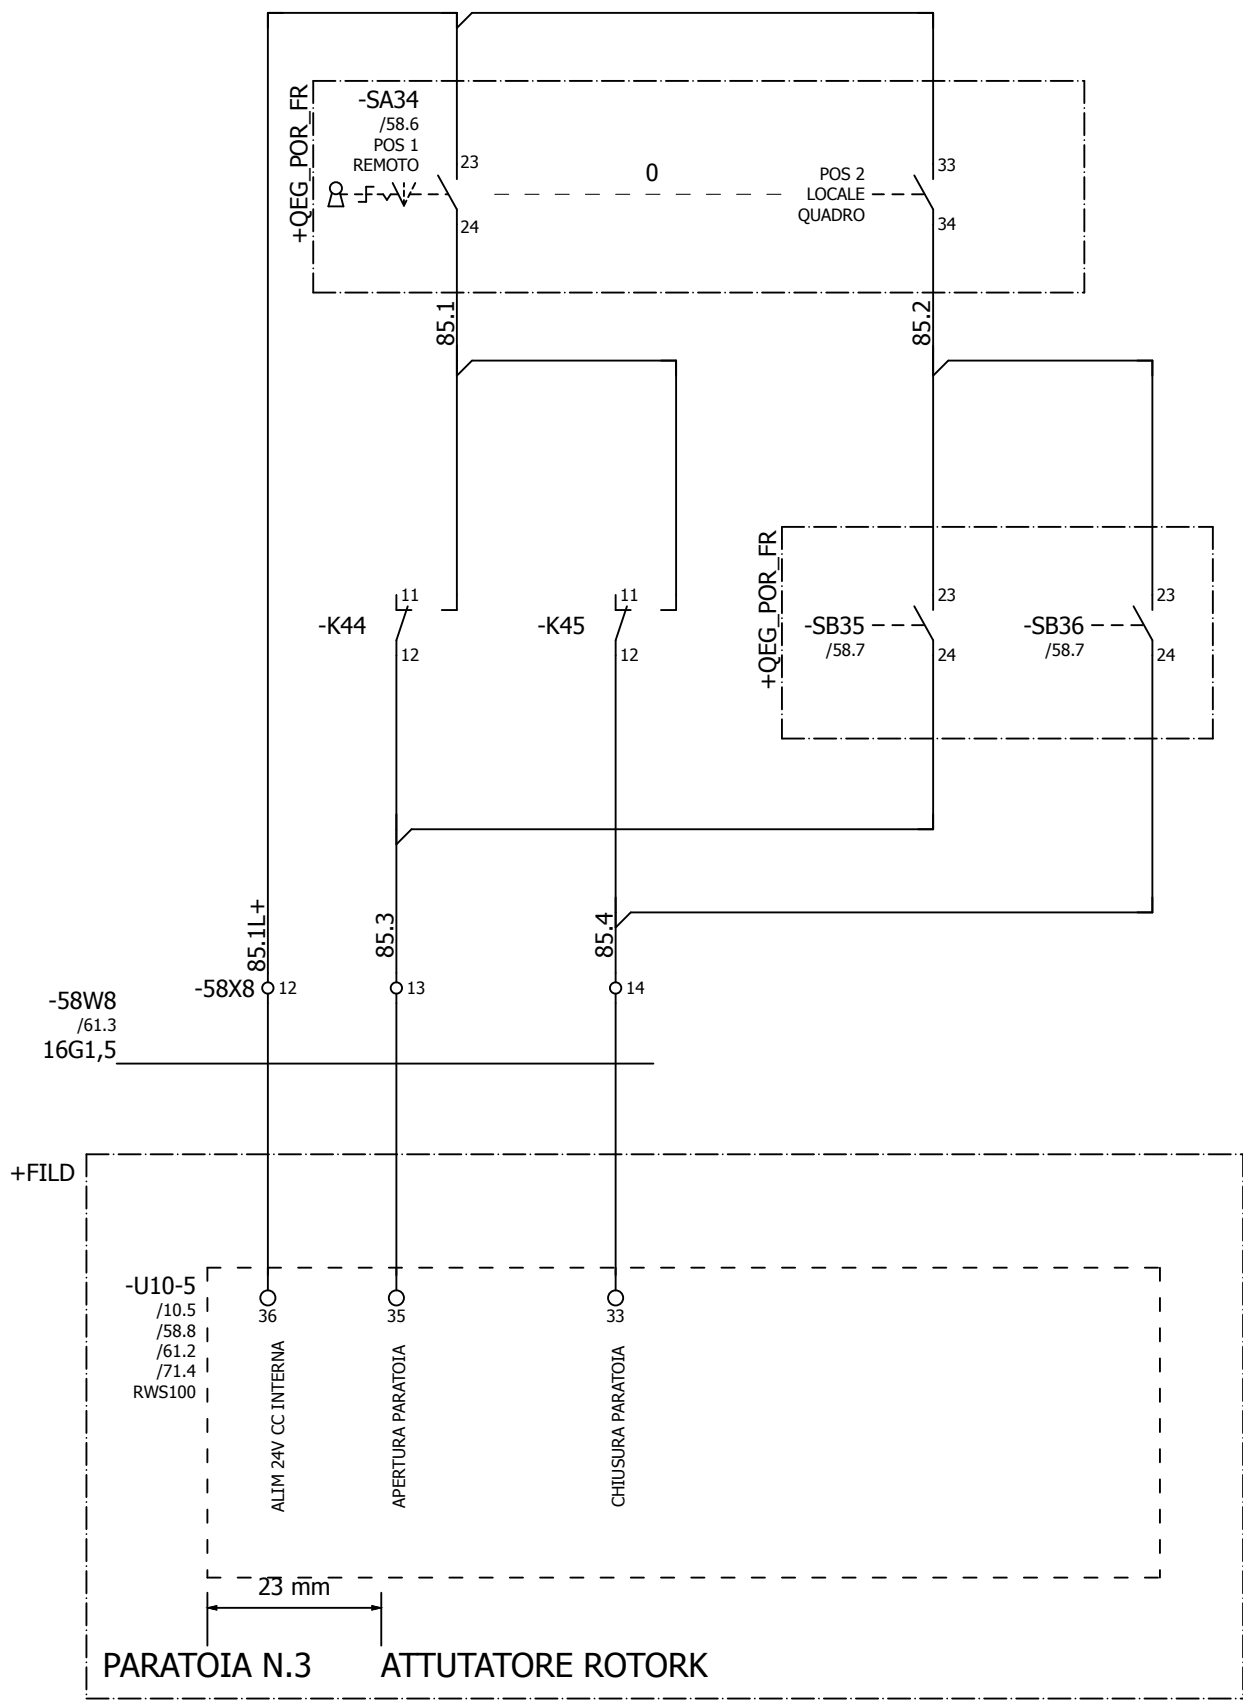 +QEG_POR_FR
-SA34
/58.6
POS 1
REMOTO
23
24
0
POS 2
LOCALE
QUADRO
33
34
85.1
85.2
-K44
11
12
-K45
11
12
+QEG_POR_FR
-SB35
/58.7
23
24
-SB36
/58.7
23
24
85.1L+
85.3
85.4
-58X8
12
13
14
-58W8
/61.3
16G1,5
+FILD
-U10-5
/10.5
/58.8
/61.2
/71.4
RWS100
36
35
33
ALIM 24V CC INTERNA
APERTURA PARATOIA
CHIUSURA PARATOIA
23 mm
PARATOIA N.3
ATTUTATORE ROTORK